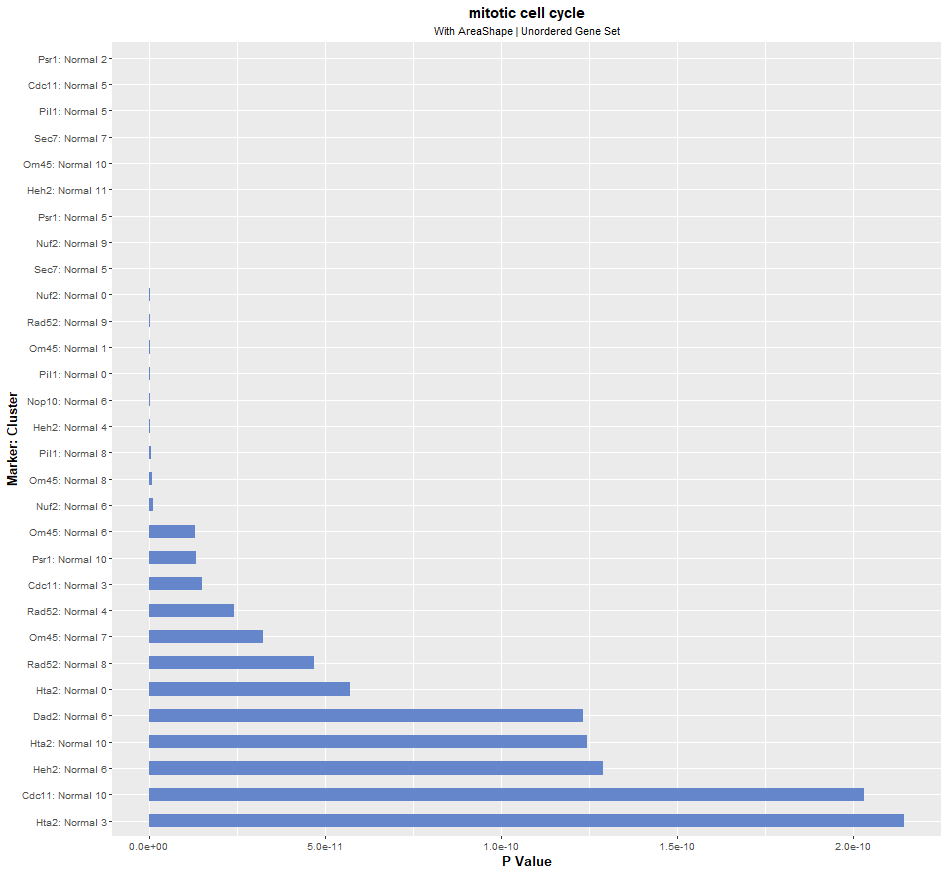 mitotic cell cycle
With AreaShape | Unordered Gene Set
Marker: Cluster
Psr1: Normal 2
Cdc11: Normal 5
Pil1: Normal 5
Sec7: Normal 7
Om45: Normal 10
Heh2: Normal 11
Psr1: Normal 5
Nuf2: Normal 9
Sec7: Normal 5
Nuf2: Normal 0
Rad52: Normal 9
Om45: Normal 1
Pil1: Normal 0
Nop10: Normal 6
Heh2: Normal 4
Pil1: Normal 8
Om45: Normal 8
Nuf2: Normal 6
Om45: Normal 6
Psr1: Normal 10
Cdc11: Normal 3
Rad52: Normal 4
Om45: Normal 7
Rad52: Normal 8
Hta2: Normal 0
Dad2: Normal 6
Hta2: Normal 10
Heh2: Normal 6
Cdc11: Normal 10
Hta2: Normal 3
0.0e+00 5.0e-11 1.0e-10 1.5e-10 2.0e-10
P Value